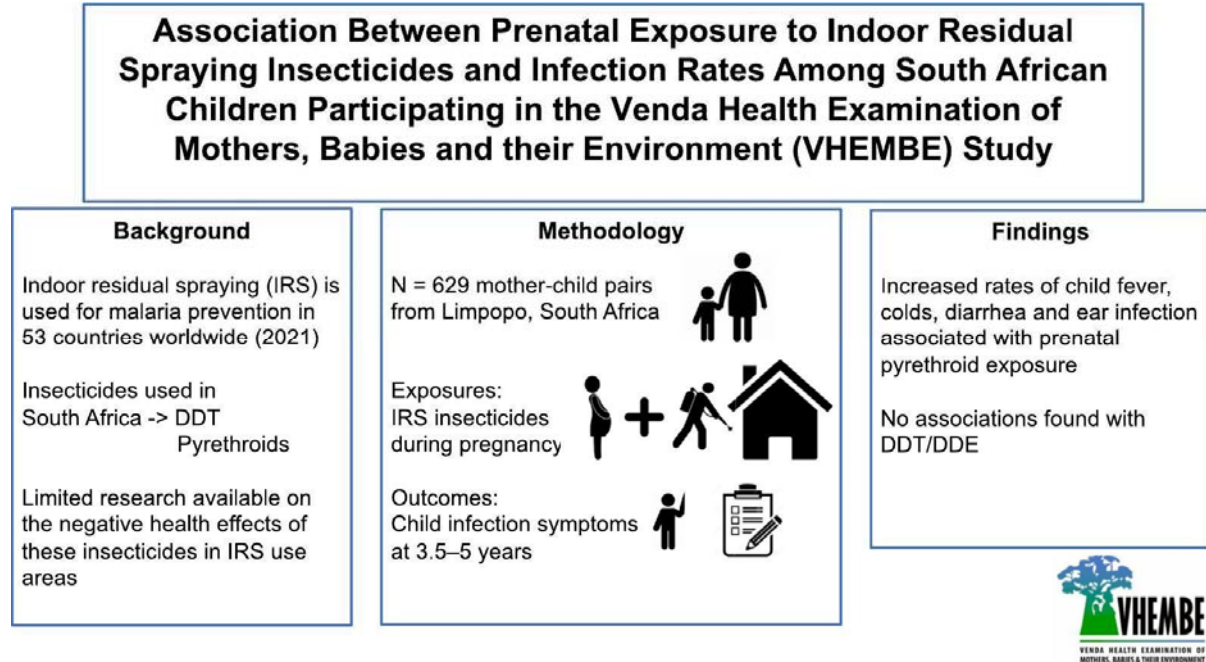 Association Between Prenatal Exposure to Indoor Residual
Spraying Insecticides and Infection Rates Among South African
Children Participating in the Venda Health Examination of
Mothers, Babies and their Environment (VHEMBE) Study
Background
Indoor residual spraying (IRS) is
used for malaria prevention in
53 countries worldwide (2021)
Insecticides used in
South Africa -> DDT
Pyrethroids
Limited research available on
the negative health effects of
these insecticides in IRS use
areas
Methodology
N = 629 mother-child pairs
from Limpopo, South Africa
Exposures:
IRS insecticides
during pregnancy
Outcomes:
Child infection symptoms
at 3.5–5 years
Findings
Increased rates of child fever,
colds, diarrhea and ear infection
associated with prenatal
pyrethroid exposure
No associations found with
DDT/DDE
VHEMBE
VENDA HEALTH EXAMINATION OF
MOTHERS, BABIES & THEIR ENVIRONMENT